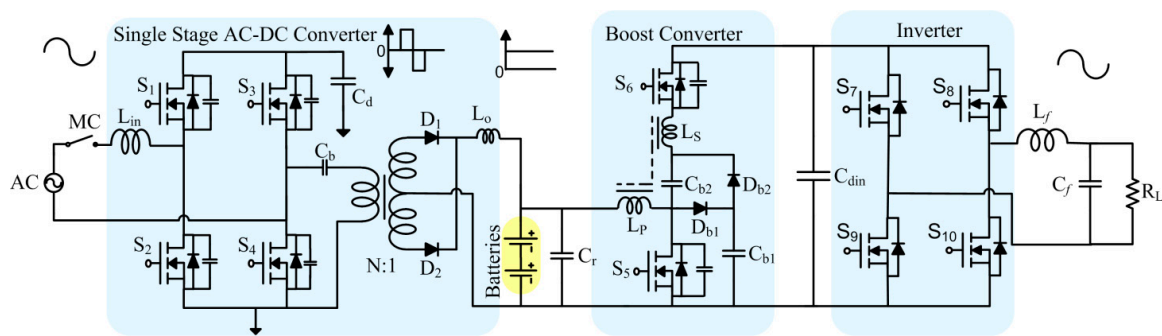 Single Stage AC-DC Converter
0
0
Boost Converter
Inverter
S1
S3
Cd
MC
Lin
AC
Cb
D1
Lo
S2
S4
N:1
D2
Batteries
+
-
+
-
Cr
S6
LS
Cb2
Db2
LP
Db1
S5
Cb1
Cdin
S7
S8
Lf
Cf
RL
S9
S10